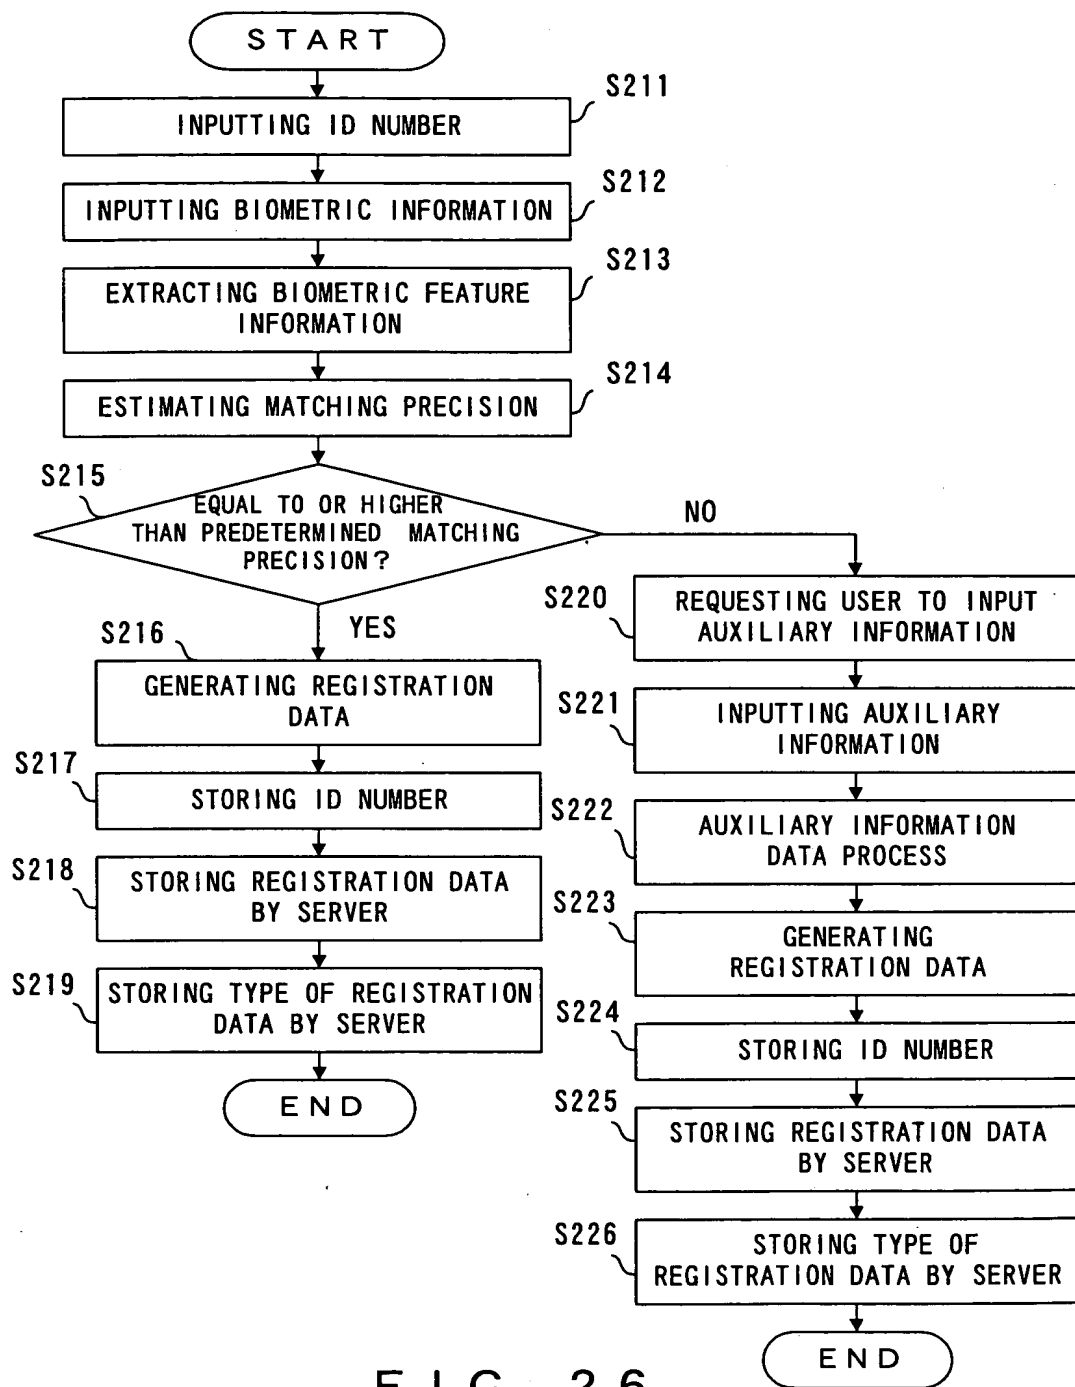 START
S211
INPUTTING ID NUMBER
S212
INPUTTING BIOMETRIC INFORMATION
S213
EXTRACTING BIOMETRIC FEATURE
INFORMATION
S214
ESTIMATING MATCHING PRECISION
S215
EQUAL TO OR HIGHER
THAN PREDETERMINED MATCHING
PRECISION?
NO
YES
S216
GENERATING REGISTRATION
DATA
S217
STORING ID NUMBER
S218
STORING REGISTRATION DATA
BY SERVER
S219
STORING TYPE OF REGISTRATION
DATA BY SERVER
END
S220
REQUESTING USER TO INPUT
AUXILIARY INFORMATION
S221
INPUTTING AUXILIARY
INFORMATION
S222
AUXILIARY INFORMATION
DATA PROCESS
S223
GENERATING
REGISTRATION DATA
S224
STORING ID NUMBER
S225
STORING REGISTRATION DATA
BY SERVER
S226
STORING TYPE OF
REGISTRATION DATA BY SERVER
END
FIG. 26